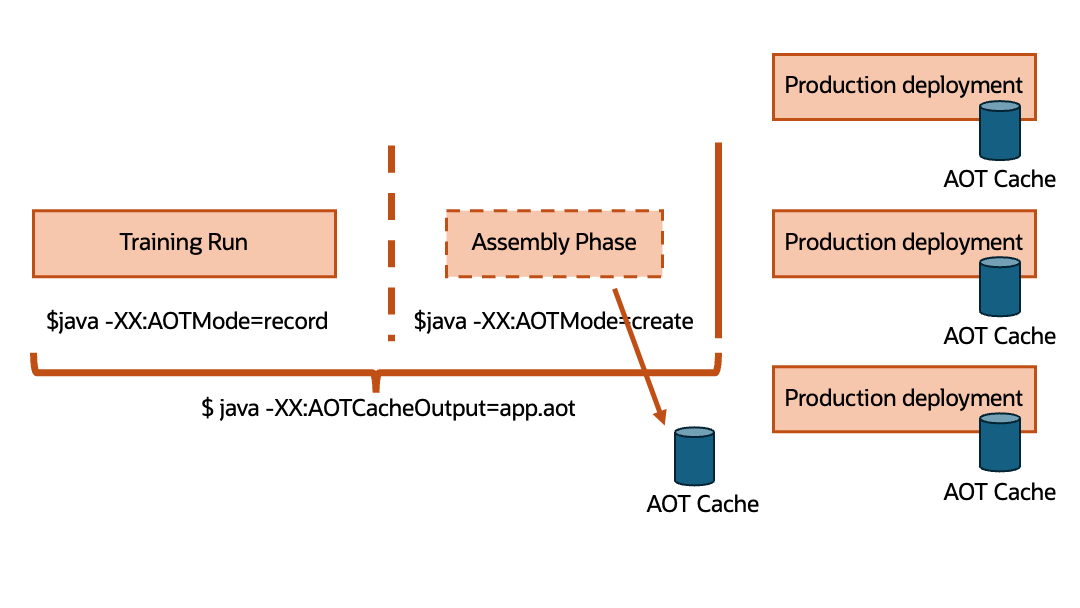 Production deployment
AOT Cache
Training Run
Assembly Phase
Production deployment
$java -XX:AOTMode=record
$java -XX:AOTMode=create
AOT Cache
Production deployment
$ java -XX:AOTCacheOutput=app.aot
AOT Cache
AOT Cache